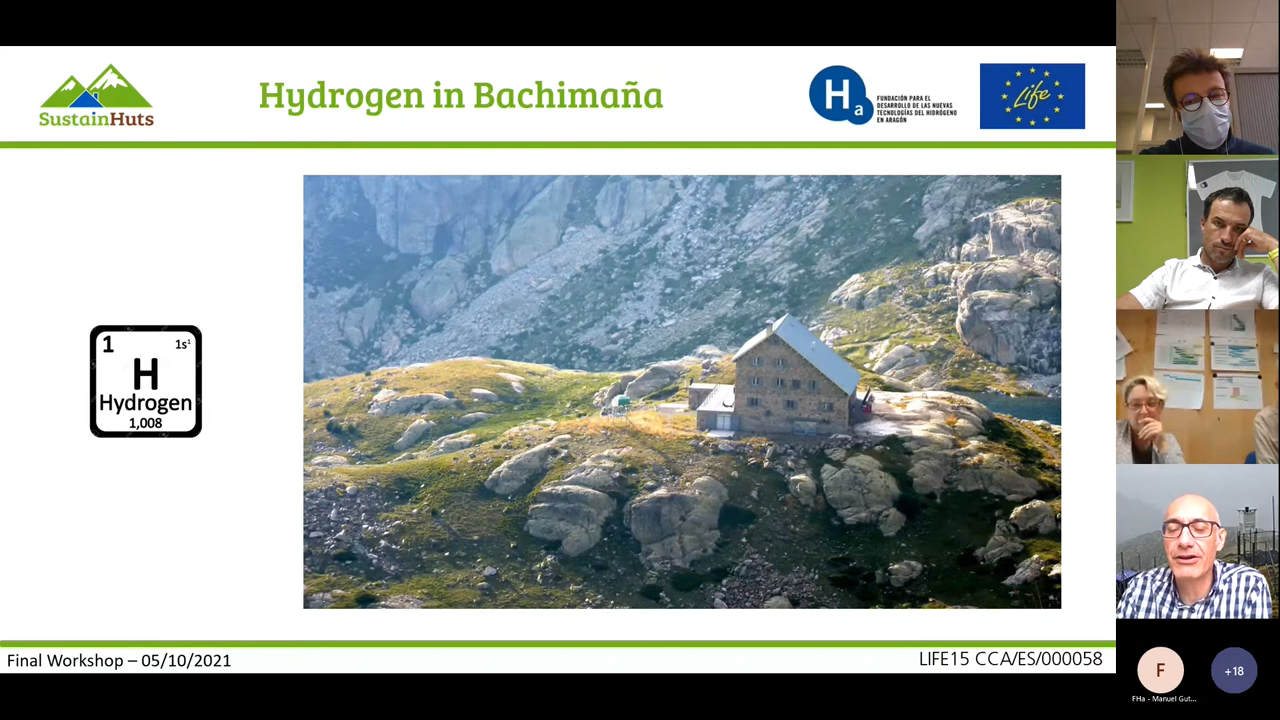 SustainHuts
Hydrogen in Bachimaña
Ha
FUNDACIÓN PARA EL
DESARROLLO DE LAS NUEVAS
TECNOLOGÍAS DEL HIDRÓGENO
EN ARAGÓN
Life
1 1s¹
H
Hydrogen
1,008
Final Workshop – 05/10/2021
LIFE15 CCA/ES/000058
F
+18
FHa - Manuel Gut...